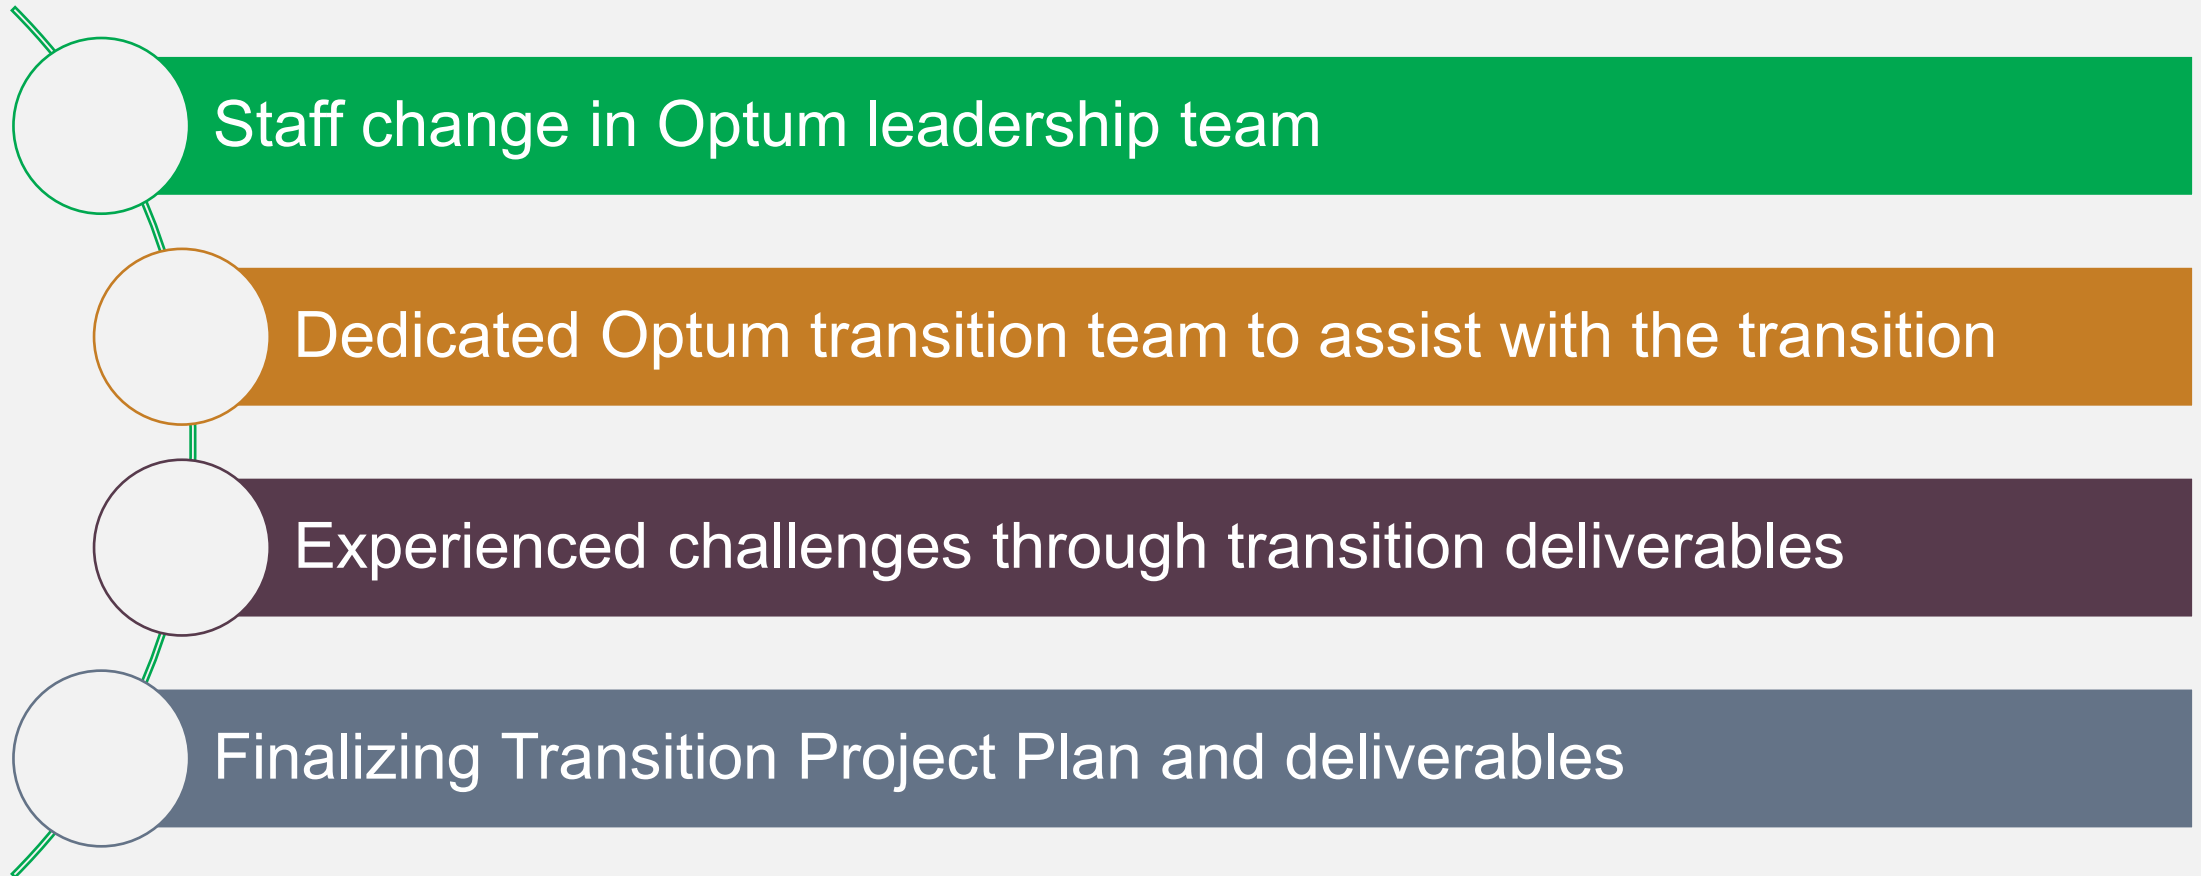 Staff change in Optum leadership team
Dedicated Optum transition team to assist with the transition
Experienced challenges through transition deliverables
Finalizing Transition Project Plan and deliverables